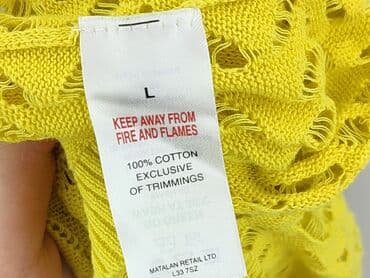 L
KEEP AWAY FROM
FIRE AND FLAMES
100% COTTON
EXCLUSIVE
OF TRIMMINGS
MATALAN RETAIL LTD
L33 7SZ